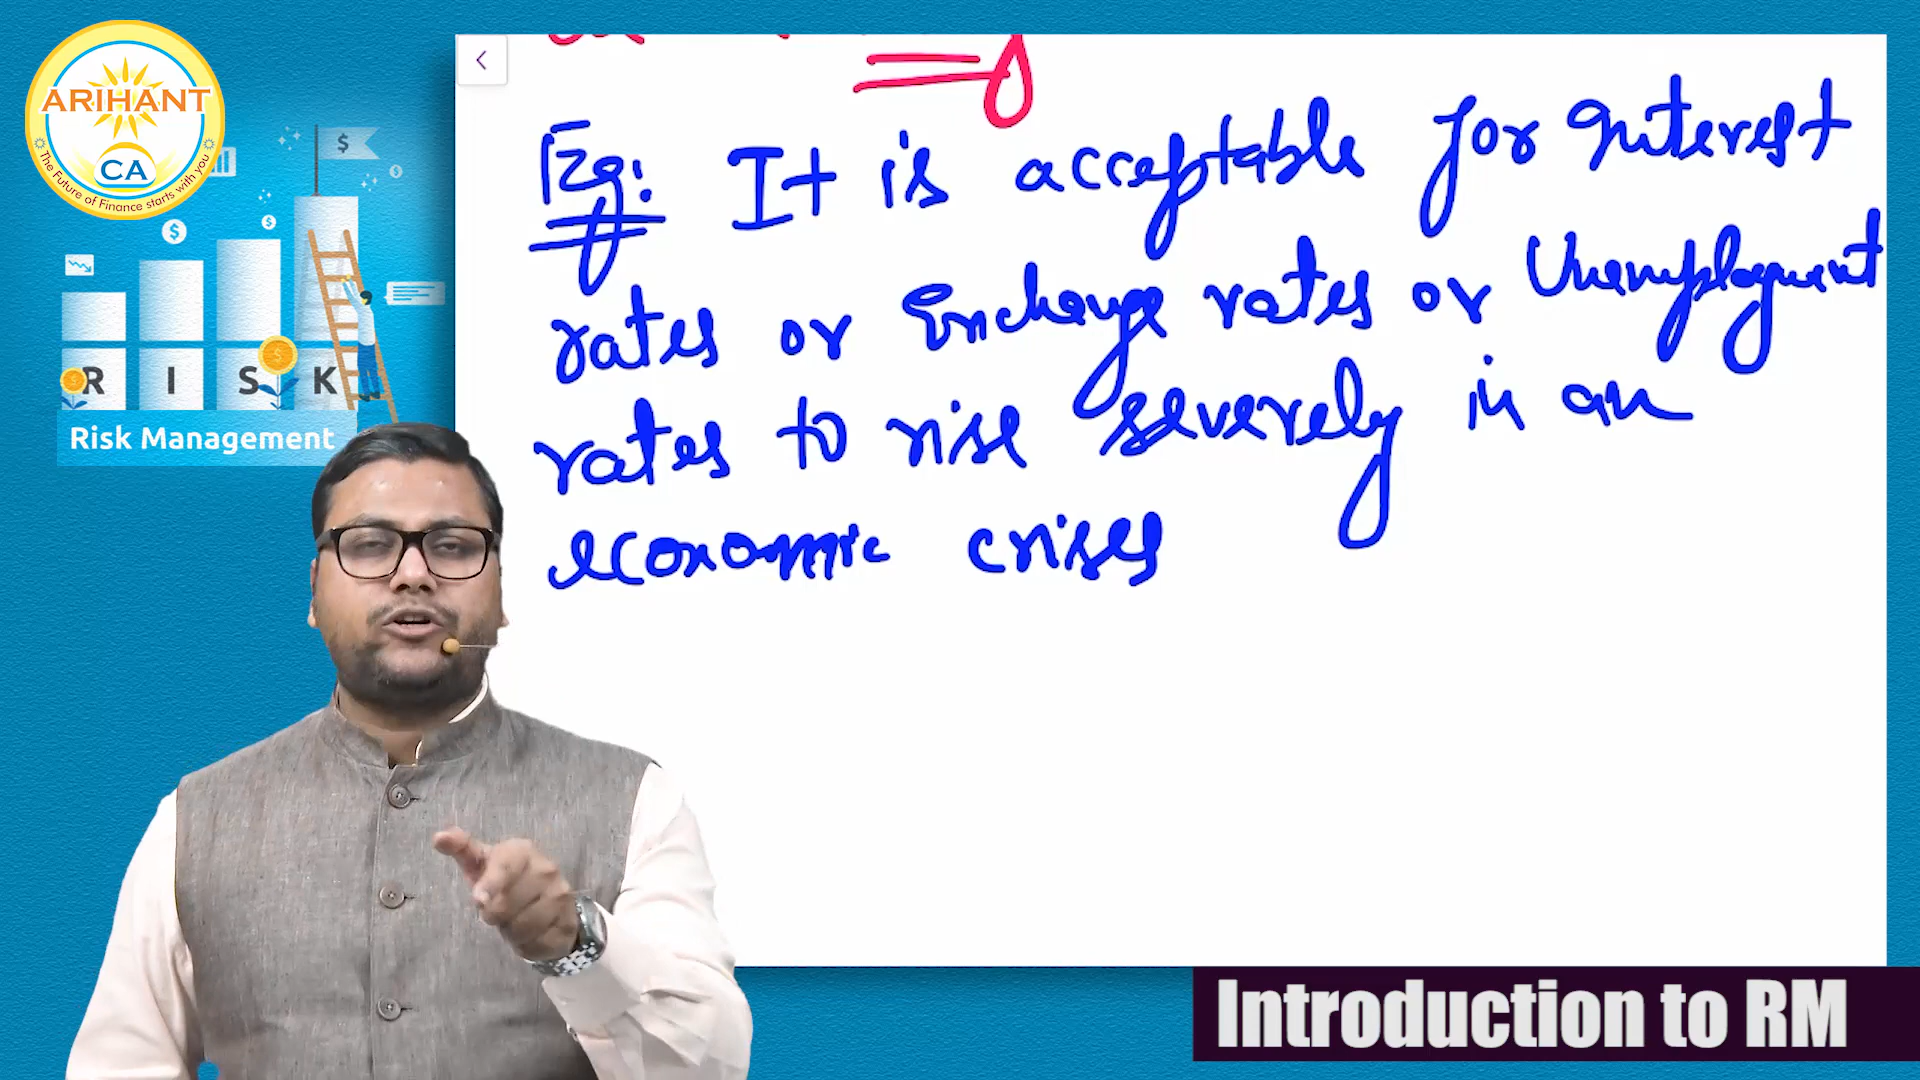 ARIHANT
CA
The Future of Finance starts with you
R I S K
Risk Management
Eg: It is acceptable for Interest
rates or Exchange rates or Unemployment
rates to rise severely in an
economic crises
Introduction to RM